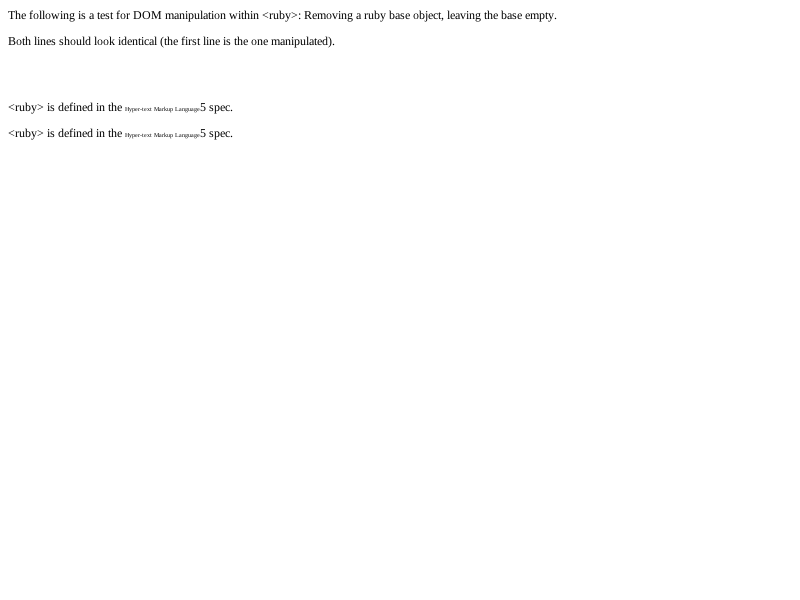 The following is a test for DOM manipulation within <ruby>: Removing a ruby base object, leaving the base empty.
Both lines should look identical (the first line is the one manipulated).
<ruby> is defined in the Hyper-text Markup Language5 spec.
<ruby> is defined in the Hyper-text Markup Language5 spec.